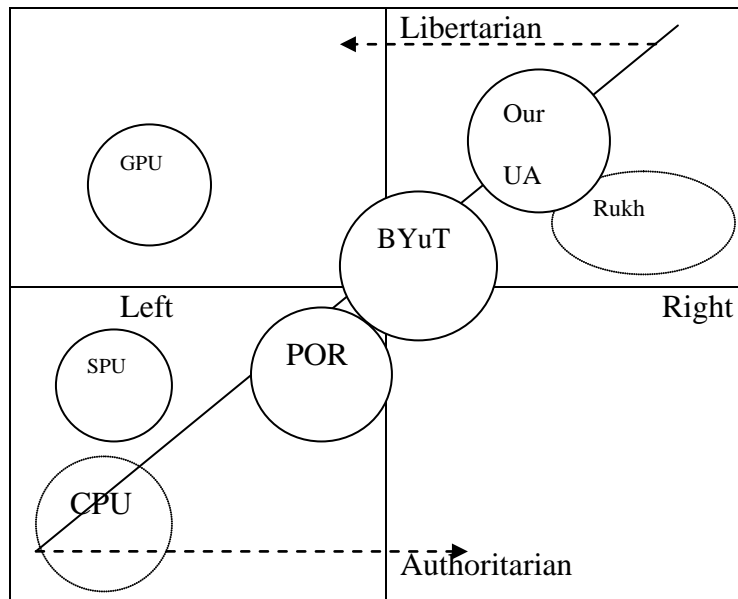 Libertarian
Our
UA
GPU
Rukh
BYuT
Left
Right
POR
SPU
CPU
Authoritarian